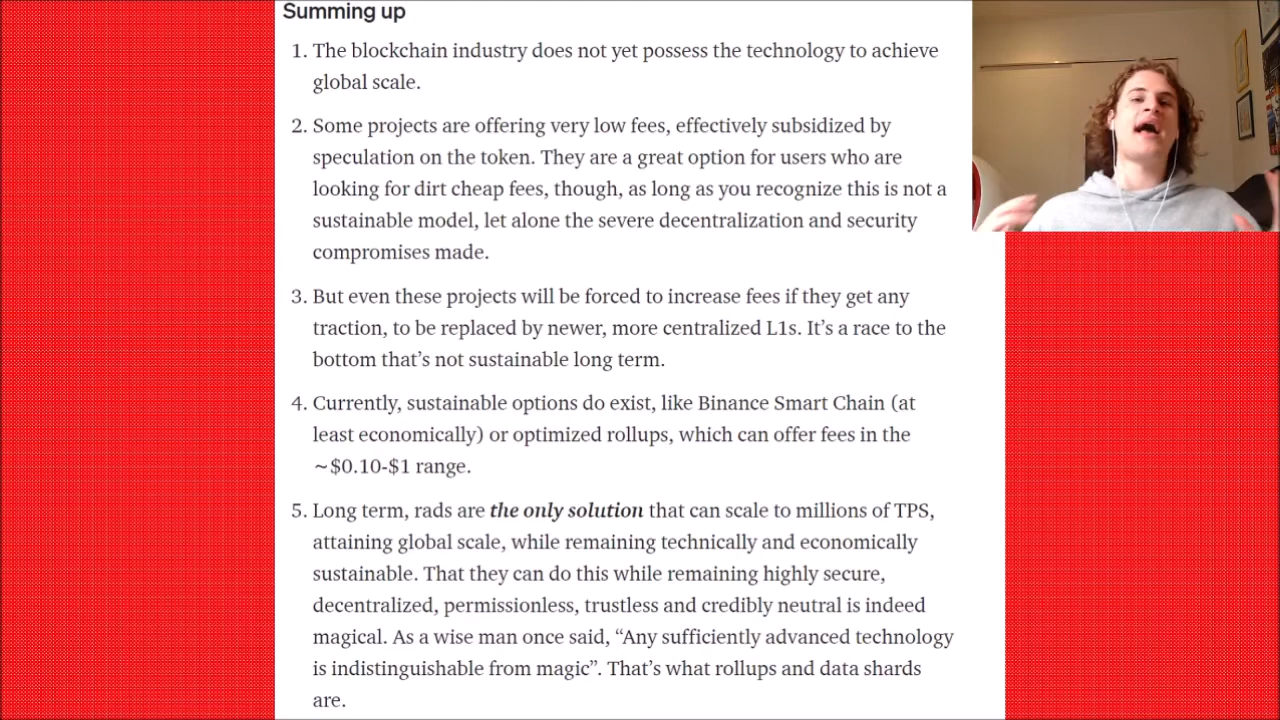 Summing up
1. The blockchain industry does not yet possess the technology to achieve
global scale.
2. Some projects are offering very low fees, effectively subsidized by
speculation on the token. They are a great option for users who are
looking for dirt cheap fees, though, as long as you recognize this is not a
sustainable model, let alone the severe decentralization and security
compromises made.
3. But even these projects will be forced to increase fees if they get any
traction, to be replaced by newer, more centralized L1s. It’s a race to the
bottom that’s not sustainable long term.
4. Currently, sustainable options do exist, like Binance Smart Chain (at
least economically) or optimized rollups, which can offer fees in the
~$0.10-$1 range.
5. Long term, rads are the only solution that can scale to millions of TPS,
attaining global scale, while remaining technically and economically
sustainable. That they can do this while remaining highly secure,
decentralized, permissionless, trustless and credibly neutral is indeed
magical. As a wise man once said, “Any sufficiently advanced technology
is indistinguishable from magic”. That’s what rollups and data shards
are.